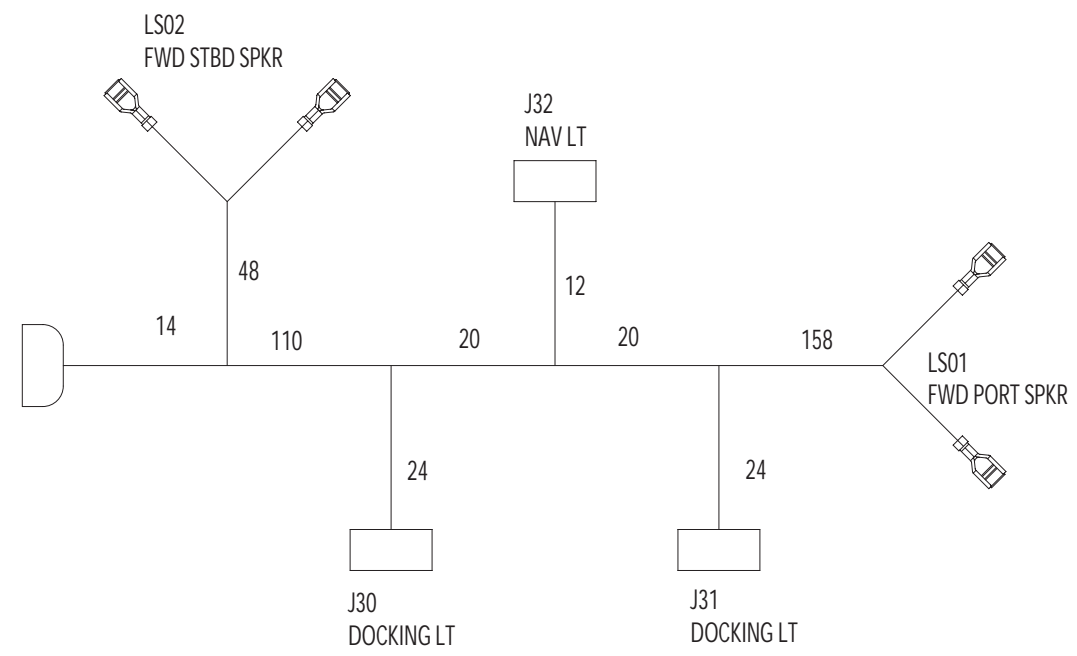 LS02
FWD STBD SPKR
J32
NAV LT
48
12
14
110
20
20
158
LS01
FWD PORT SPKR
24
24
J30
DOCKING LT
J31
DOCKING LT